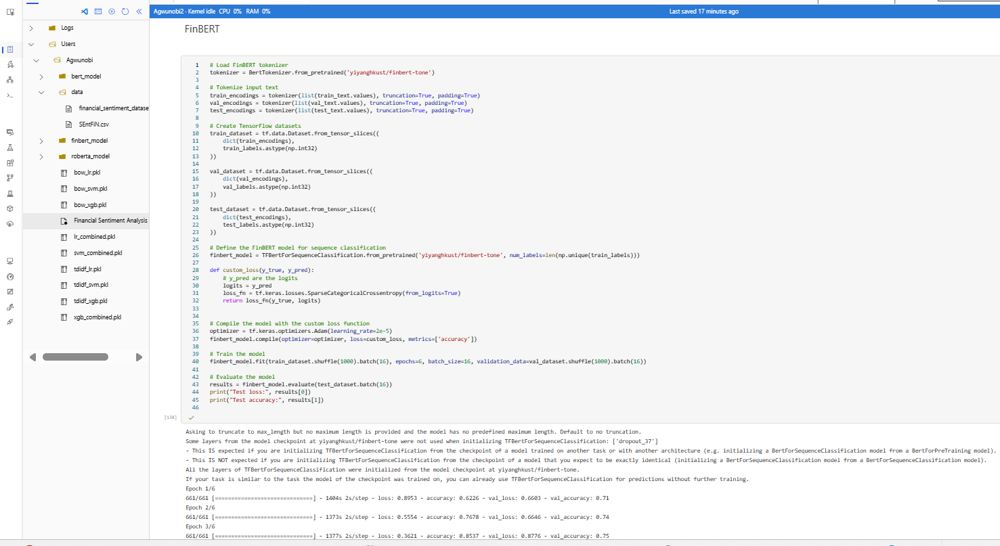 Agwunobi2 · Kernel idle CPU 0% RAM 0%
Last saved 17 minutes ago
Logs
Users
Agwunobi
bert_model
data
financial_sentiment_datase
SEntFiN.csv
finbert_model
roberta_model
bow_lr.pkl
bow_svm.pkl
bow_xgb.pkl
Financial Sentiment Analysis
lr_combined.pkl
svm_combined.pkl
tdidf_lr.pkl
tdidf_svm.pkl
tdidf_xgb.pkl
xgb_combined.pkl
FinBERT
1 # Load FinBERT tokenizer
2 tokenizer = BertTokenizer.from_pretrained('yiyanghkust/finbert-tone')
3
4 # Tokenize input text
5 train_encodings = tokenizer(list(train_text.values), truncation=True, padding=True)
6 val_encodings = tokenizer(list(val_text.values), truncation=True, padding=True)
7 test_encodings = tokenizer(list(test_text.values), truncation=True, padding=True)
8
9 # Create TensorFlow datasets
10 train_dataset = tf.data.Dataset.from_tensor_slices((
11     dict(train_encodings),
12     train_labels.astype(np.int32)
13 ))
14
15 val_dataset = tf.data.Dataset.from_tensor_slices((
16     dict(val_encodings),
17     val_labels.astype(np.int32)
18 ))
19
20 test_dataset = tf.data.Dataset.from_tensor_slices((
21     dict(test_encodings),
22     test_labels.astype(np.int32)
23 ))
24
25 # Define the FinBERT model for sequence classification
26 finbert_model = TFBertForSequenceClassification.from_pretrained('yiyanghkust/finbert-tone', num_labels=len(np.unique(train_labels)))
27
28 def custom_loss(y_true, y_pred):
29     # y_pred are the logits
30     logits = y_pred
31     loss_fn = tf.keras.losses.SparseCategoricalCrossentropy(from_logits=True)
32     return loss_fn(y_true, logits)
33
34
35 # Compile the model with the custom loss function
36 optimizer = tf.keras.optimizers.Adam(learning_rate=2e-5)
37 finbert_model.compile(optimizer=optimizer, loss=custom_loss, metrics=['accuracy'])
38
39 # Train the model
40 finbert_model.fit(train_dataset.shuffle(1000).batch(16), epochs=6, batch_size=16, validation_data=val_dataset.shuffle(1000).batch(16))
41
42 # Evaluate the model
43 results = finbert_model.evaluate(test_dataset.batch(16))
44 print("Test loss:", results[0])
45 print("Test accuracy:", results[1])
46
[138]
Asking to truncate to max_length but no maximum length is provided and the model has no predefined maximum length. Default to no truncation.
Some layers from the model checkpoint at yiyanghkust/finbert-tone were not used when initializing TFBertForSequenceClassification: ['dropout_37']
- This IS expected if you are initializing TFBertForSequenceClassification from the checkpoint of a model trained on another task or with another architecture (e.g. initializing a BertForSequenceClassification model from a BertForPreTraining model).
- This IS NOT expected if you are initializing TFBertForSequenceClassification from the checkpoint of a model that you expect to be exactly identical (initializing a BertForSequenceClassification model from a BertForSequenceClassification model).
All the layers of TFBertForSequenceClassification were initialized from the model checkpoint at yiyanghkust/finbert-tone.
If your task is similar to the task the model of the checkpoint was trained on, you can already use TFBertForSequenceClassification for predictions without further training.
Epoch 1/6
661/661 [==============================] - 1404s 2s/step - loss: 0.8953 - accuracy: 0.6226 - val_loss: 0.6603 - val_accuracy: 0.71
Epoch 2/6
661/661 [==============================] - 1373s 2s/step - loss: 0.5554 - accuracy: 0.7678 - val_loss: 0.6646 - val_accuracy: 0.74
Epoch 3/6
661/661 [==============================] - 1377s 2s/step - loss: 0.3621 - accuracy: 0.8537 - val_loss: 0.8776 - val_accuracy: 0.75